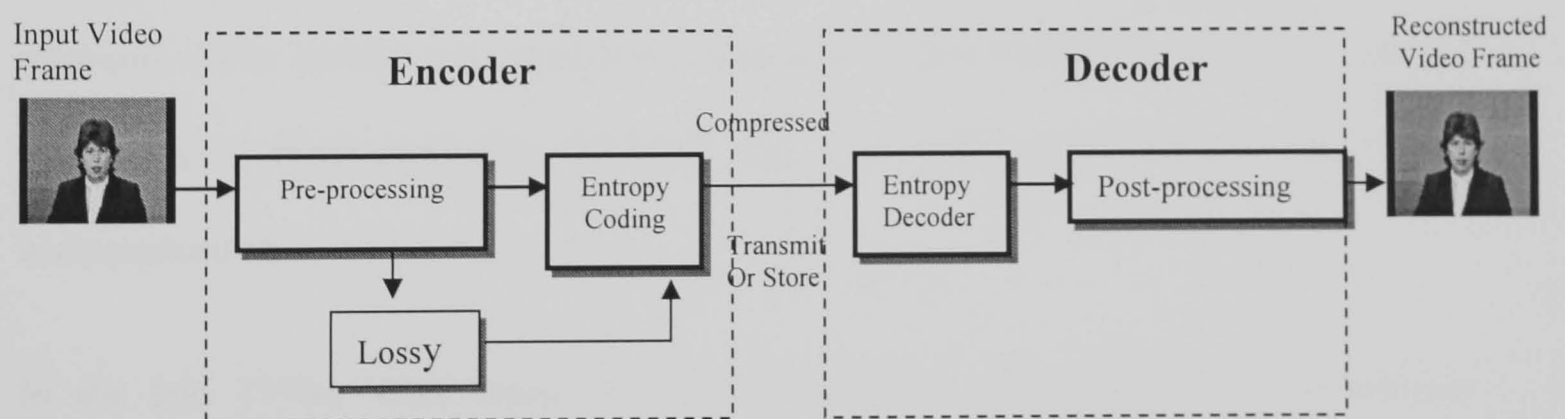 Input Video
Frame
Encoder
Pre-processing
Entropy
Coding
Lossy
Compressed
Transmit
Or Store
Decoder
Entropy
Decoder
Post-processing
Reconstructed
Video Frame